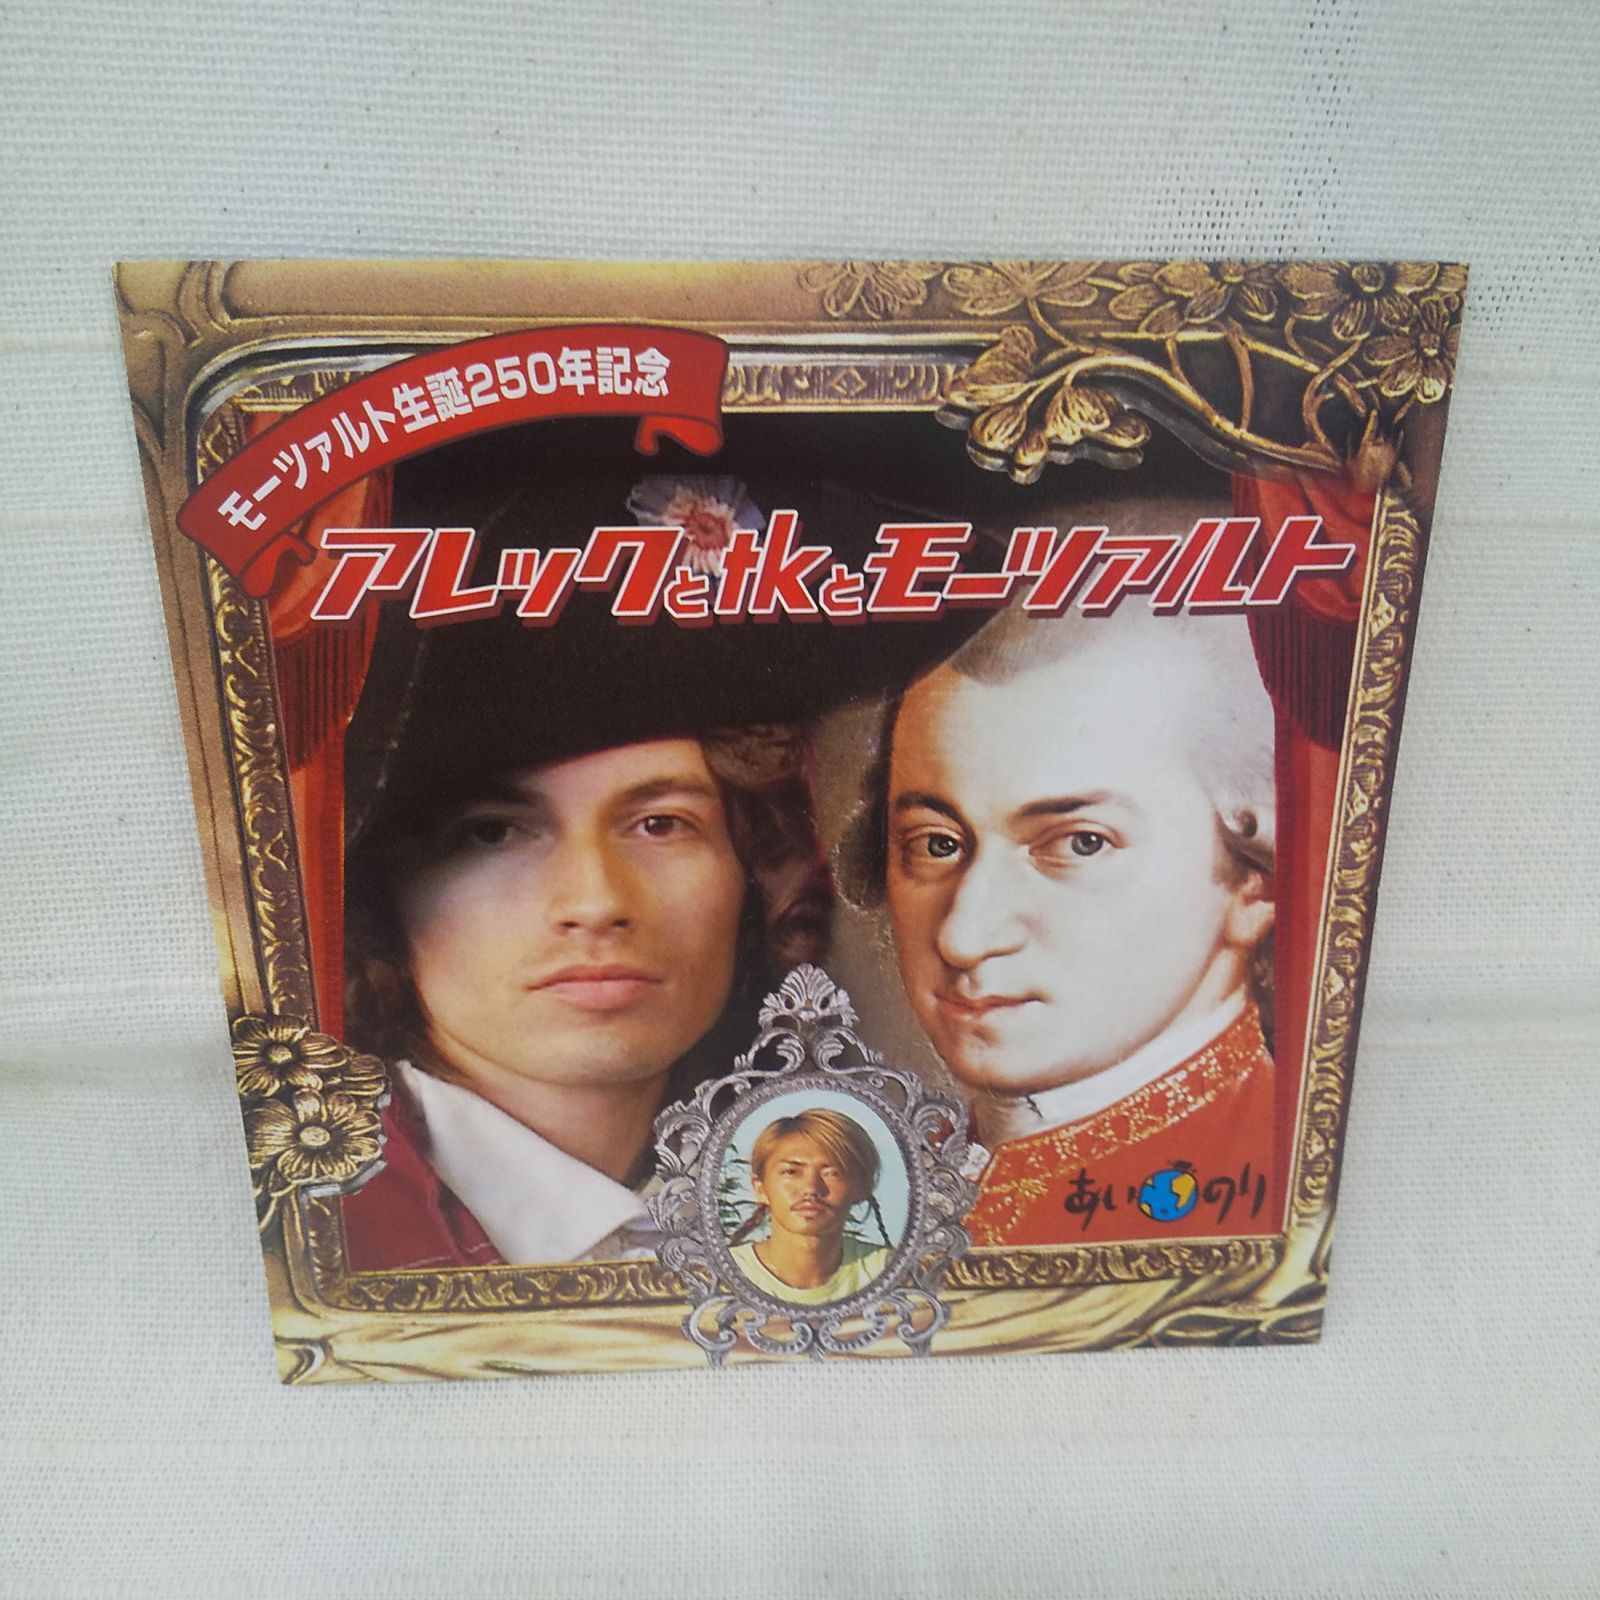 モーツァルト生誕250年記念
アレックとtkとモーツァルト
あいのり